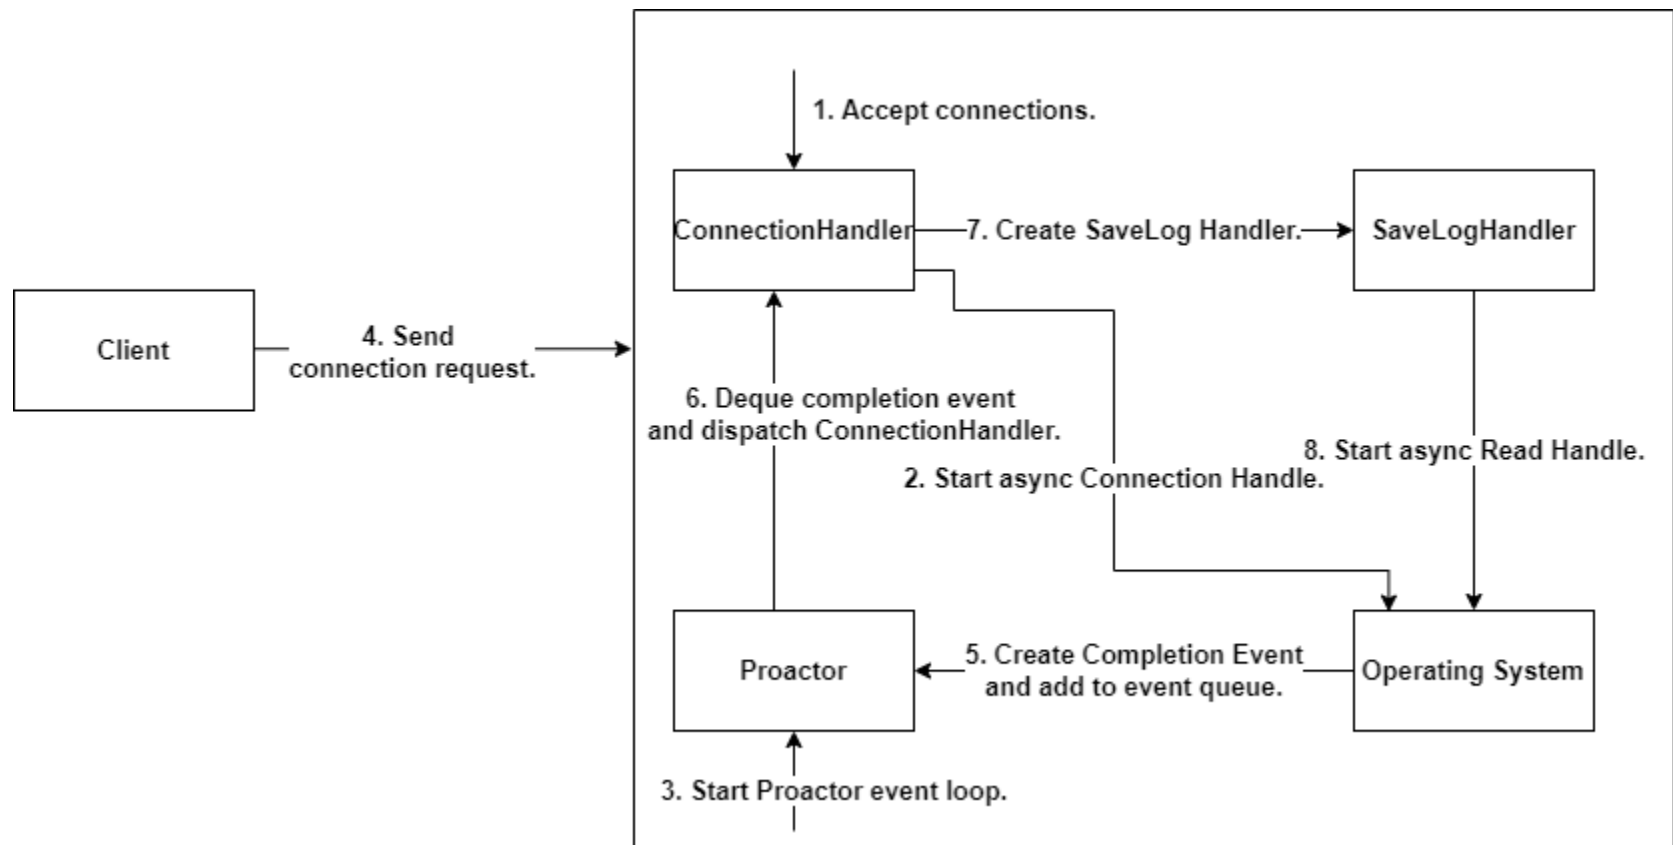 1. Accept connections.
ConnectionHandler
7. Create SaveLog Handler.
SaveLogHandler
Client
4. Send
connection request.
6. Deque completion event
and dispatch ConnectionHandler.
8. Start async Read Handle.
2. Start async Connection Handle.
Proactor
5. Create Completion Event
and add to event queue.
Operating System
3. Start Proactor event loop.